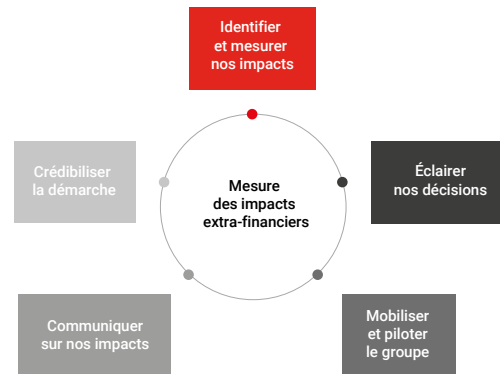 Identifier
et mesurer
nos impacts
Crédibiliser
la démarche
Mesure
des impacts
extra-financiers
Éclairer
nos décisions
Communiquer
sur nos impacts
Mobiliser
et piloter
le groupe